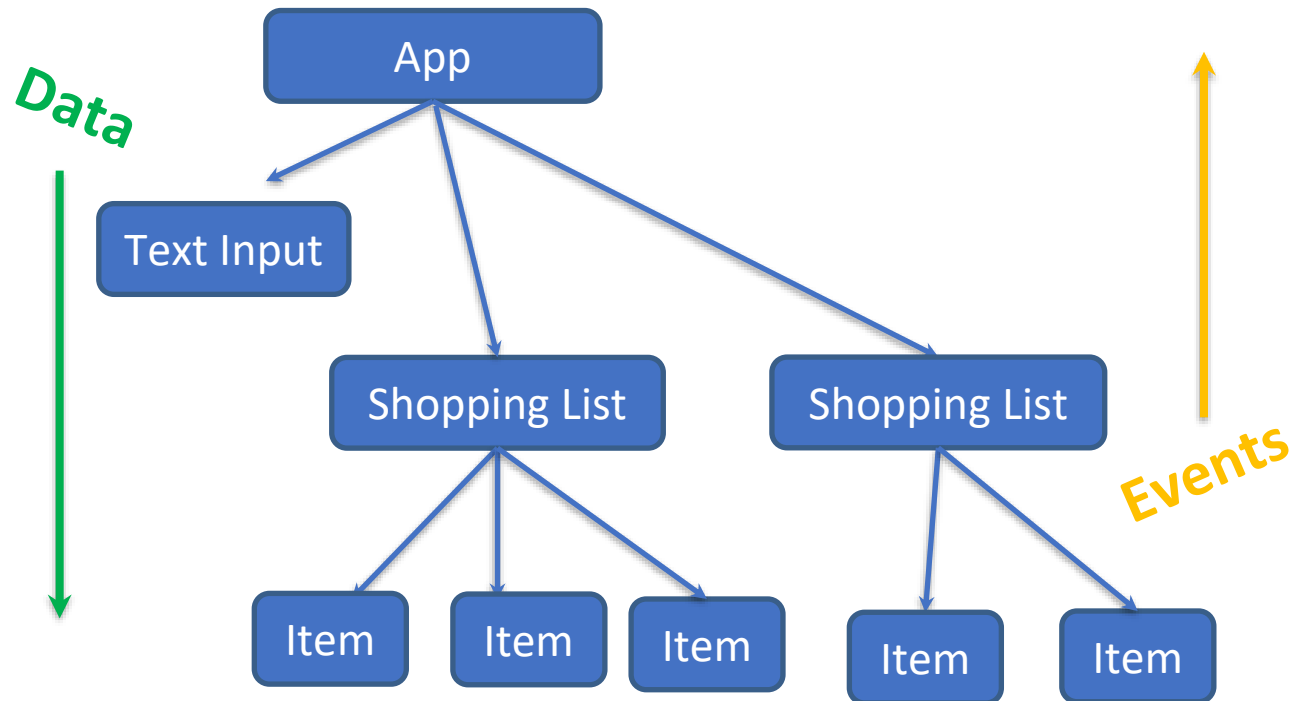 App
Data
Text Input
Shopping List
Shopping List
Events
Item
Item
Item
Item
Item